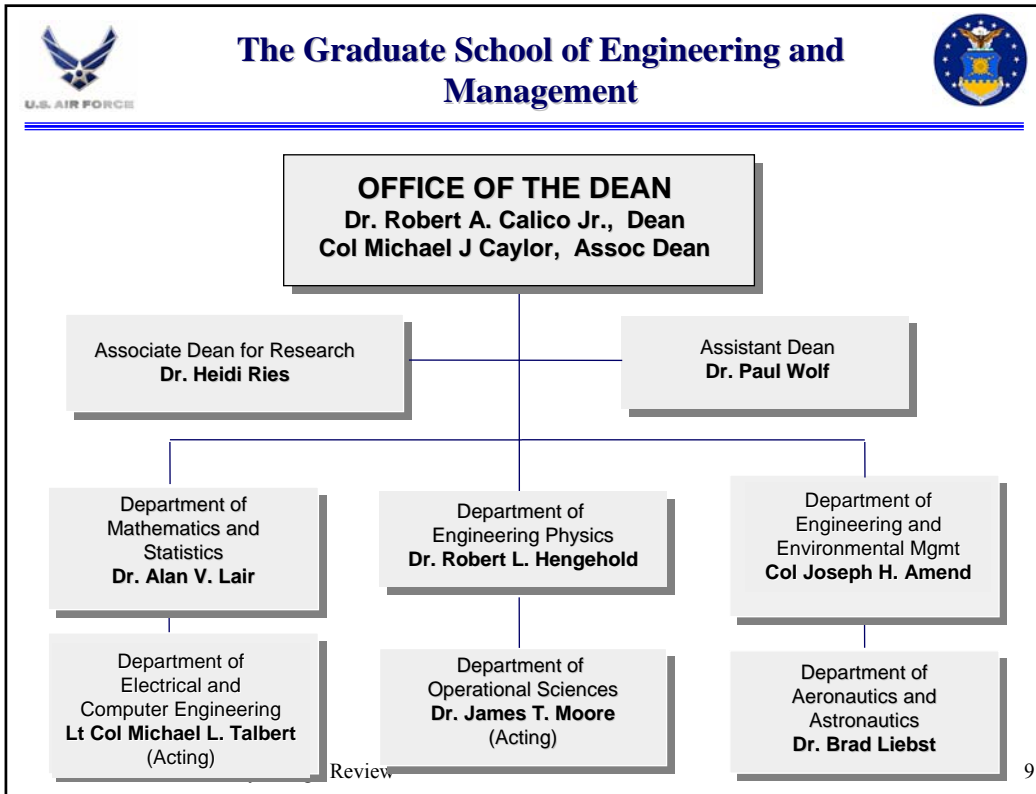 The Graduate School of Engineering and
Management
U.S. AIR FORCE
OFFICE OF THE DEAN
Dr. Robert A. Calico Jr., Dean
Col Michael J Caylor, Assoc Dean
Associate Dean for Research
Dr. Heidi Ries
Assistant Dean
Dr. Paul Wolf
Department of
Mathematics and
Statistics
Dr. Alan V. Lair
Department of
Engineering Physics
Dr. Robert L. Hengehold
Department of
Engineering and
Environmental Mgmt
Col Joseph H. Amend
Department of
Electrical and
Computer Engineering
Lt Col Michael L. Talbert
(Acting)
Department of
Operational Sciences
Dr. James T. Moore
(Acting)
Department of
Aeronautics and
Astronautics
Dr. Brad Liebst
Review
9